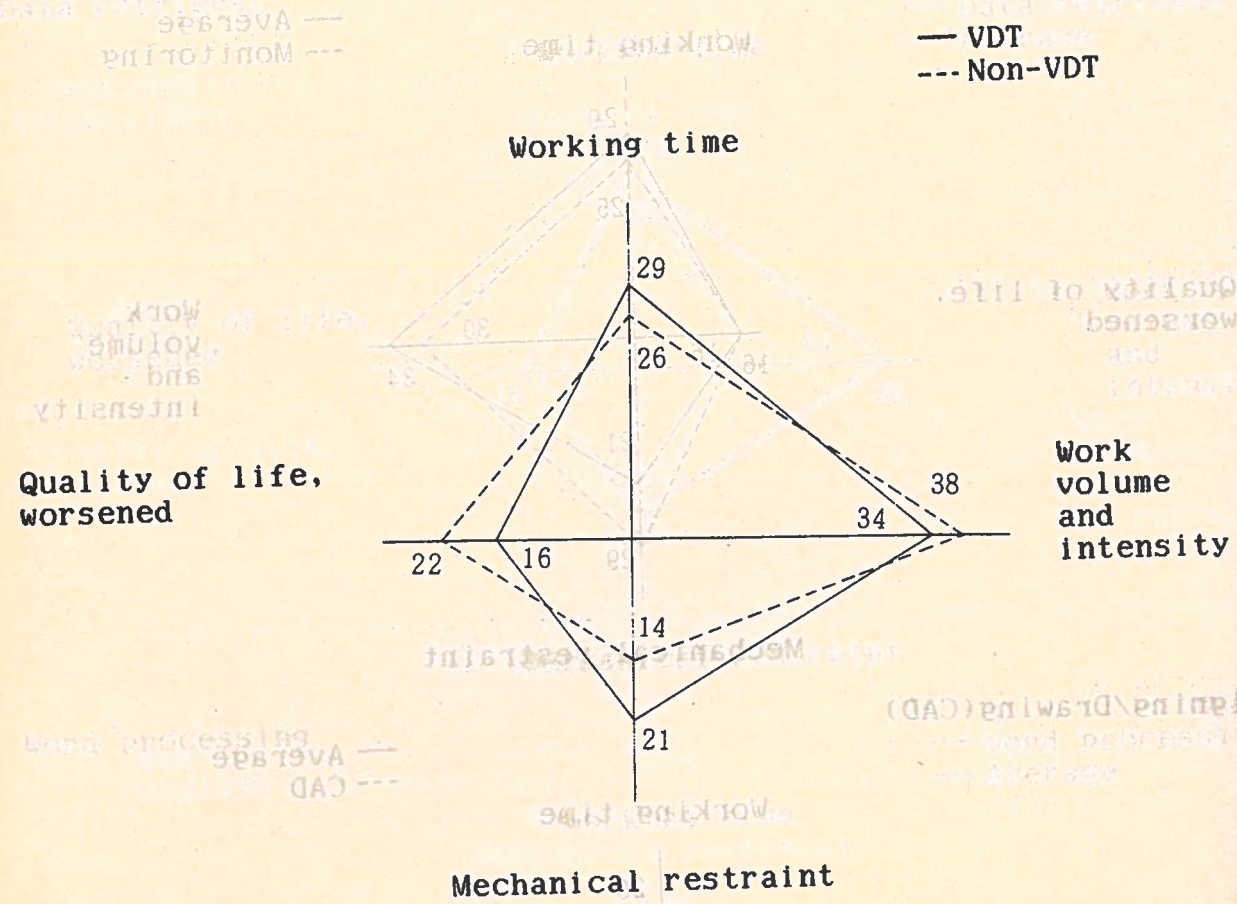 — VDT
--- Non-VDT
Working time
29
26
Quality of life,
worsened
Work
volume
and
intensity
38
34
22
16
14
21
Mechanical restraint